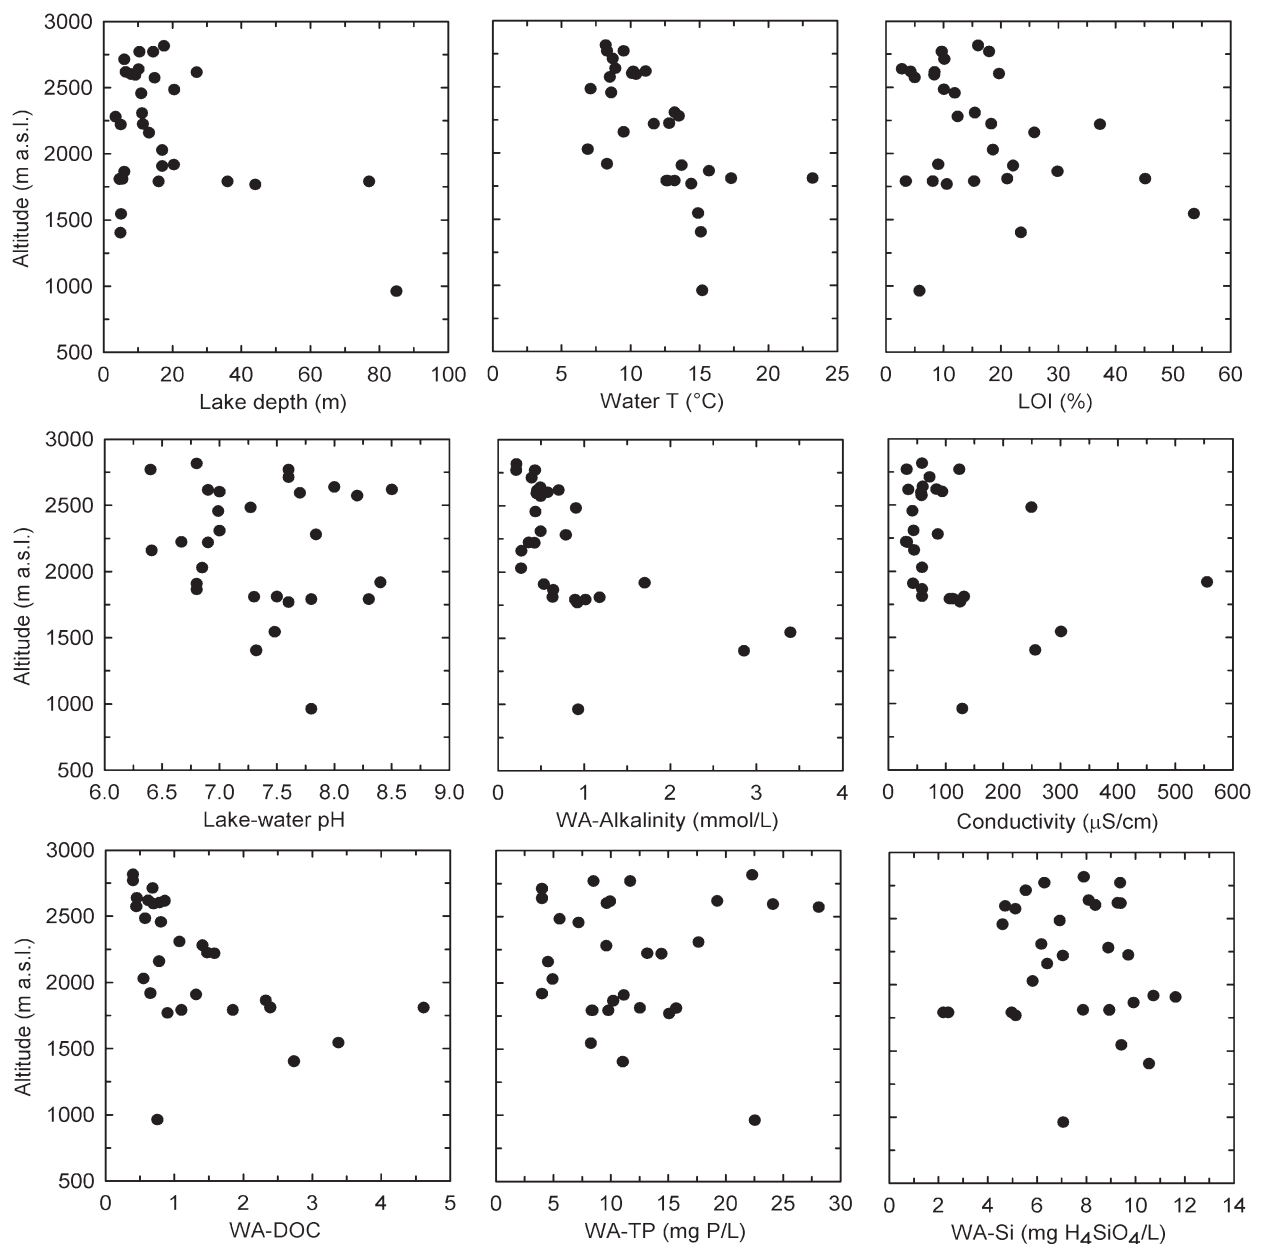 3000
2500
2000
1500
1000
500
Altitude (m a.s.l.)
0 20 40 60 80 100
Lake depth (m)
0 5 10 15 20 25
Water T (°C)
0 10 20 30 40 50 60
LOI (%)
3000
2500
2000
1500
1000
500
Altitude (m a.s.l.)
6.0 6.5 7.0 7.5 8.0 8.5 9.0
Lake-water pH
0 1 2 3 4
WA-Alkalinity (mmol/L)
0 100 200 300 400 500 600
Conductivity (μS/cm)
3000
2500
2000
1500
1000
500
Altitude (m a.s.l.)
0 1 2 3 4 5
WA-DOC
0 5 10 15 20 25 30
WA-TP (mg P/L)
0 2 4 6 8 10 12 14
WA-Si (mg H₄SiO₄/L)